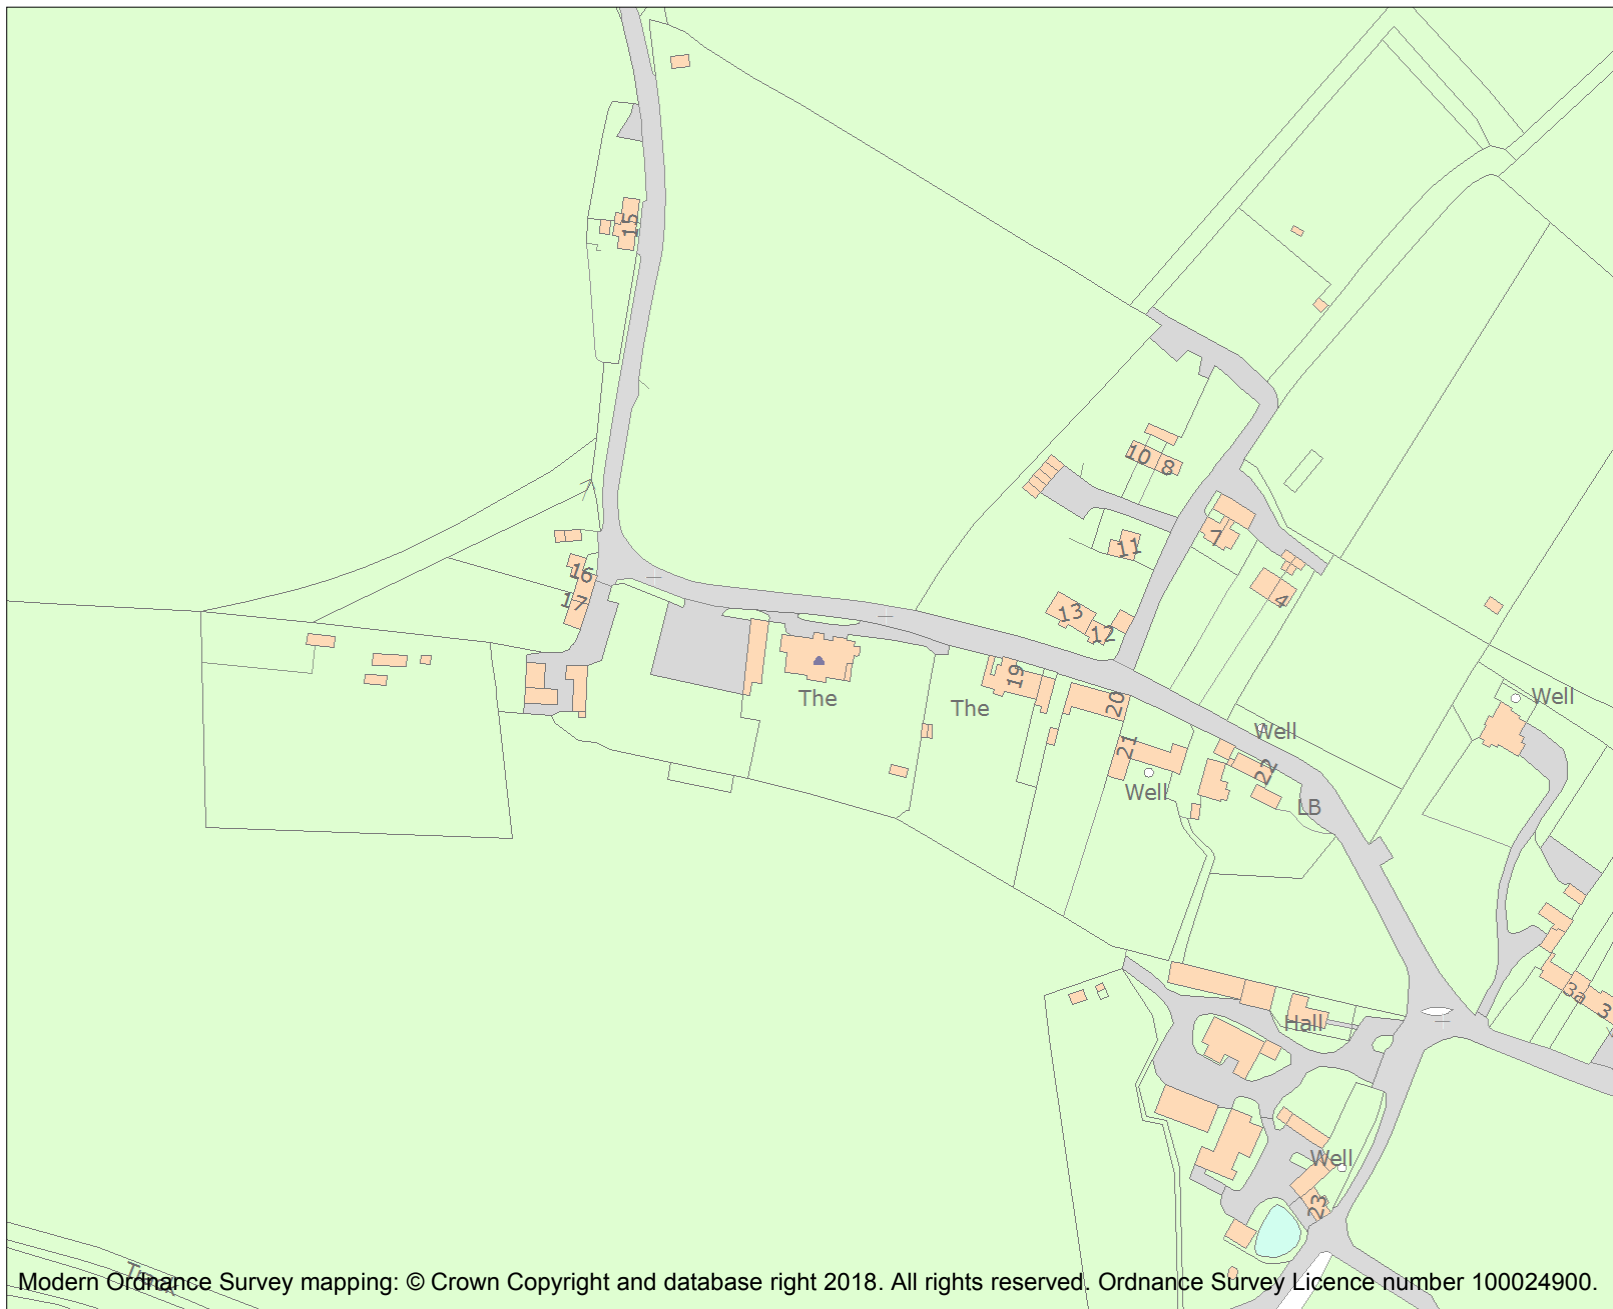 15
10
8
7
11
16
4
17
13
12
19
The
Well
20
The
Well
21
22
Well
LB
3a
3
Hall
Well
23
Track
Modern Ordnance Survey mapping: © Crown Copyright and database right 2018. All rights reserved. Ordnance Survey Licence number 100024900.